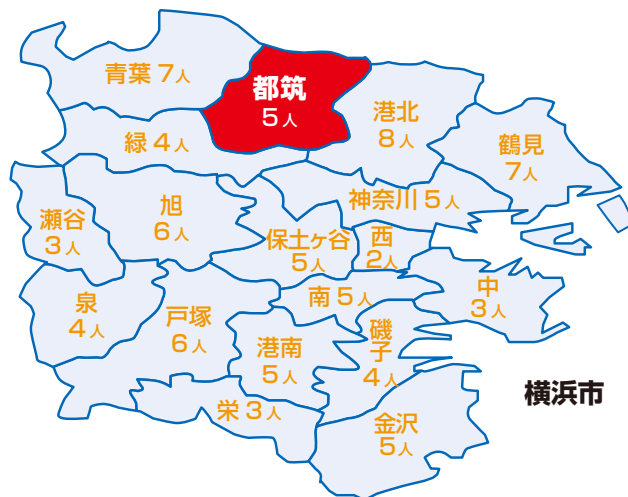 青葉 7人
都筑
5人
港北
8人
緑 4人
鶴見
7人
神奈川 5人
瀬谷
3人
旭
6人
保土ヶ谷
5人
西
2人
中
3人
泉
4人
戸塚
6人
南 5人
港南
5人
磯子
4人
横浜市
栄 3人
金沢
5人